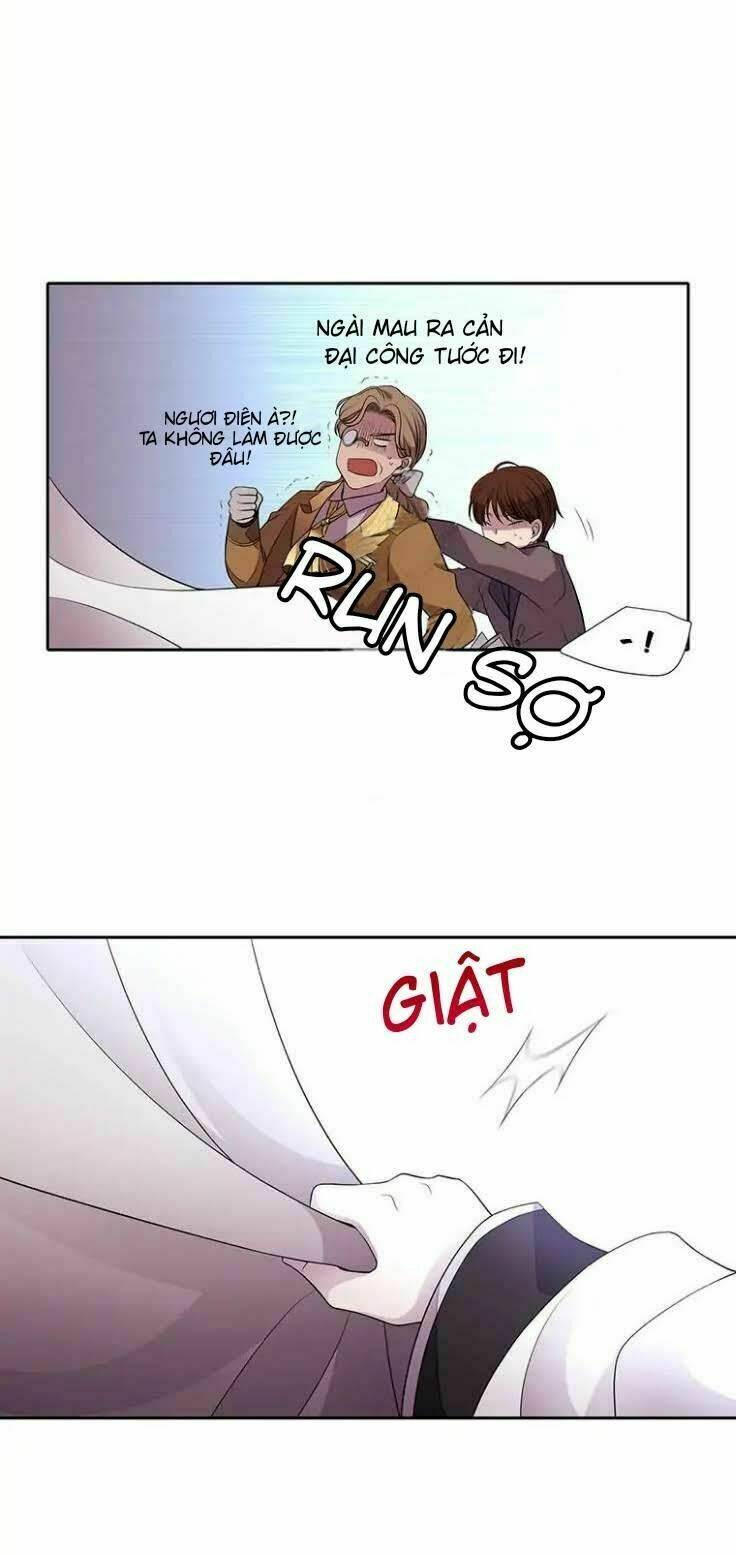 NGÀI MAU RA CẢN
ĐẠI CÔNG TƯỚC ĐI!
NGƯƠI ĐIÊN À?!
TA KHÔNG LÀM ĐƯỢC
ĐÂU!
RUN
SỢ
-!
GIẬT